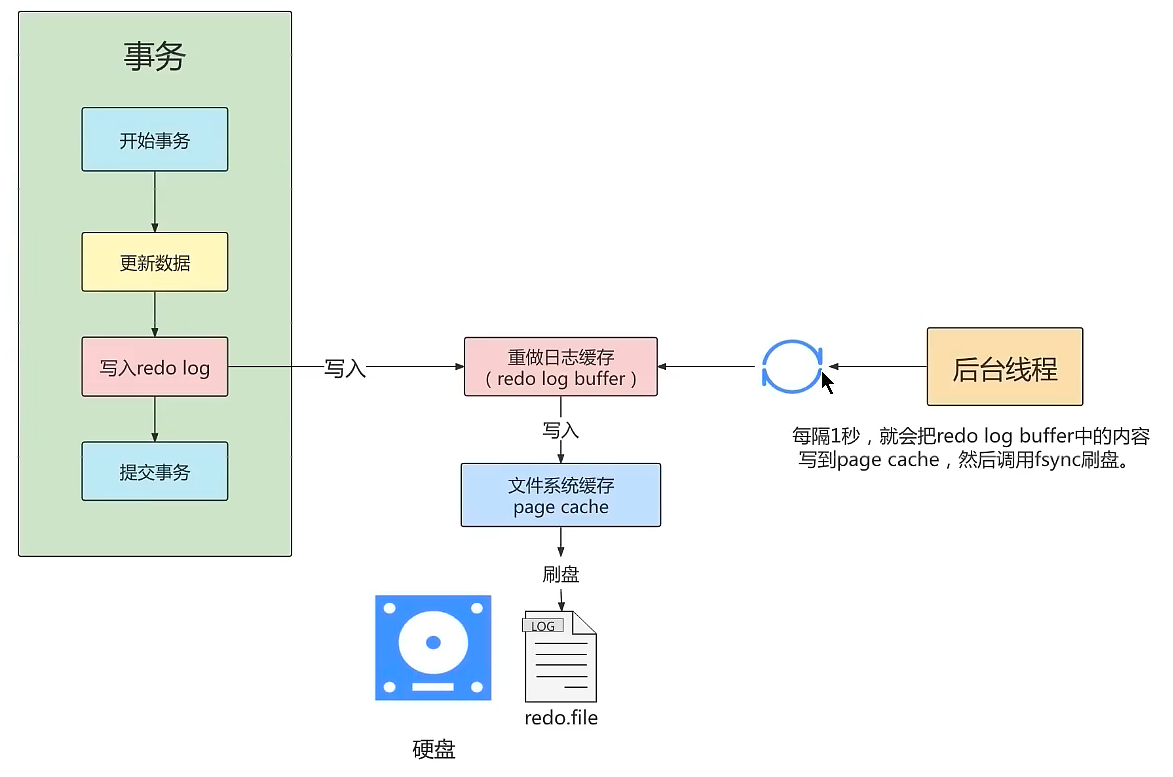 事务
开始事务
更新数据
写入redo log
提交事务
写入
重做日志缓存
（redo log buffer）
写入
文件系统缓存
page cache
刷盘
LOG
redo.file
硬盘
后台线程
每隔1秒，就会把redo log buffer中的内容
写到page cache，然后调用fsync刷盘。